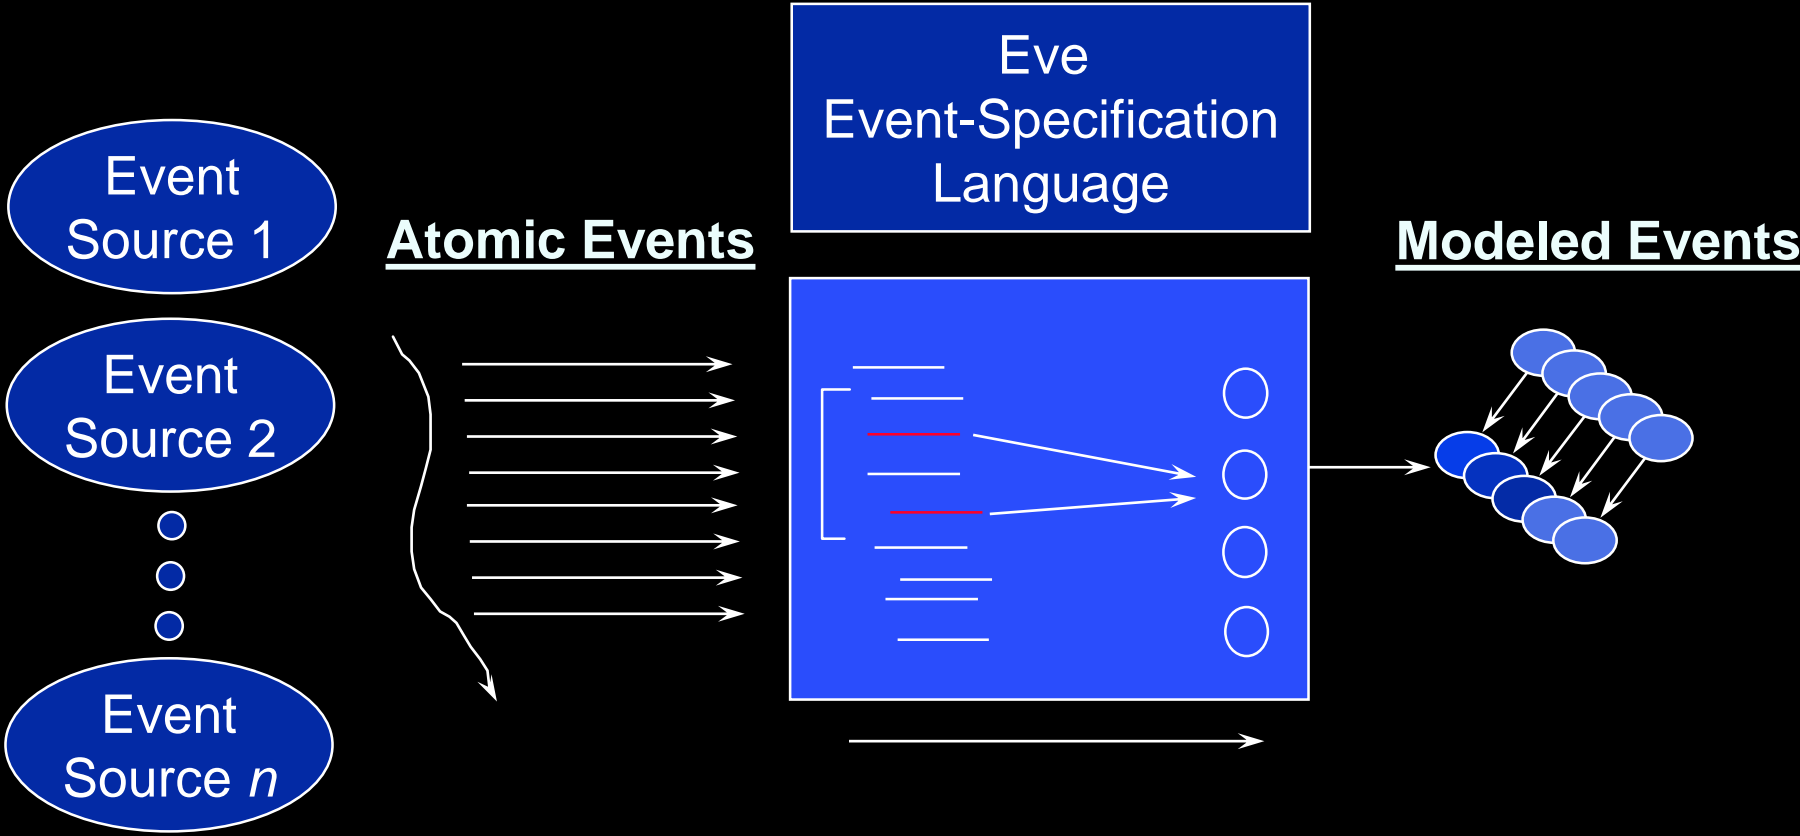 Eve
Event-Specification
Language
Event
Source 1
Atomic Events
Modeled Events
Event
Source 2
Event
Source n